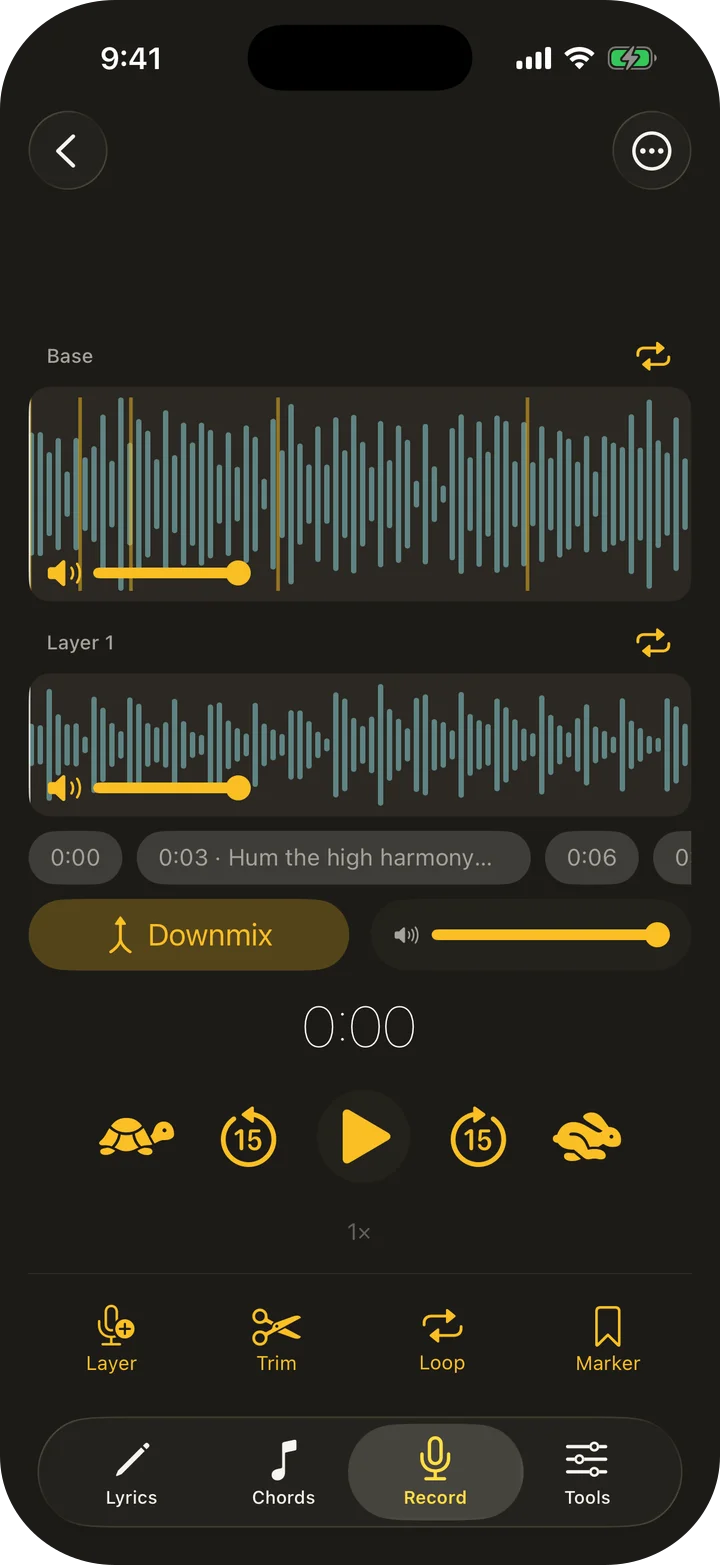 9:41
Base
Layer 1
0:00
0:03 · Hum the high harmony...
0:06
0
Downmix
0:00
15
15
1×
Layer
Trim
Loop
Marker
Lyrics
Chords
Record
Tools